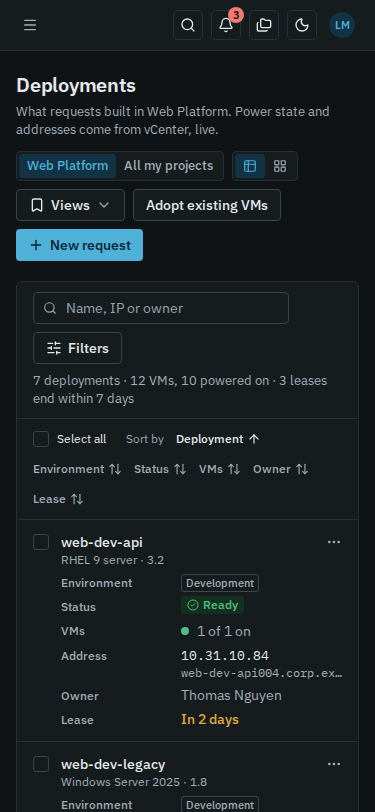 3
LM
Deployments
What requests built in Web Platform. Power state and
addresses come from vCenter, live.
Web Platform All my projects
Views Adopt existing VMs
New request
Name, IP or owner
Filters
7 deployments · 12 VMs, 10 powered on · 3 leases
end within 7 days
Select all Sort by Deployment
Environment Status VMs Owner
Lease
web-dev-api
RHEL 9 server · 3.2
Environment Development
Status Ready
VMs 1 of 1 on
Address 10.31.10.84
web-dev-api004.corp.ex…
Owner Thomas Nguyen
Lease In 2 days
web-dev-legacy
Windows Server 2025 · 1.8
Environment Development